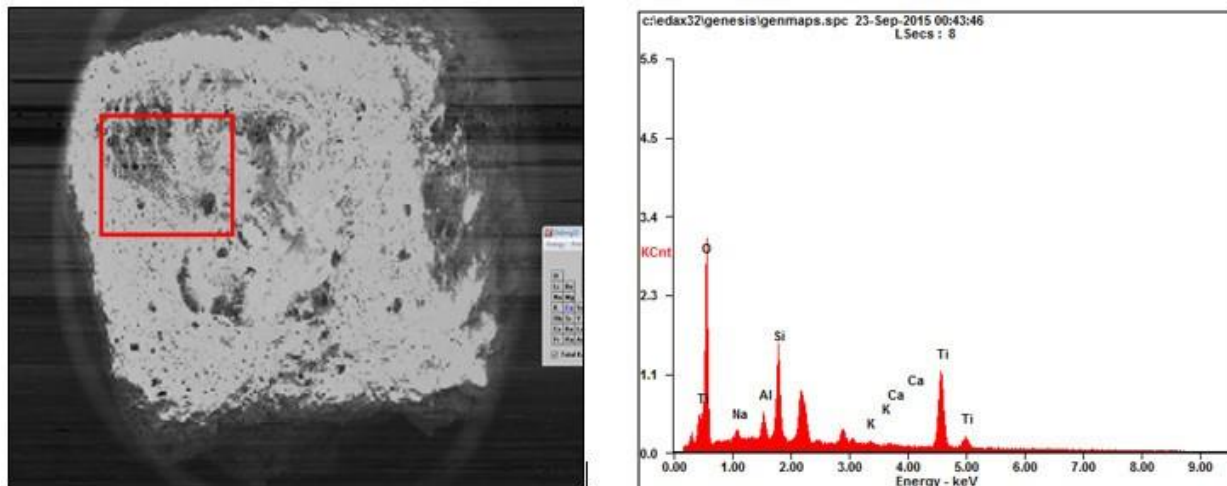 c:\edax32\genesis\genmaps.spc 23-Sep-2015 00:43:46
LSecs : 8
5.6
4.5
3.4
KCnt
2.3
1.1
0.0
O
Ti
Na
Al
Si
K
K
Ca
Ca
Ti
Ti
0.00 1.00 2.00 3.00 4.00 5.00 6.00 7.00 8.00 9.00
Energy - keV